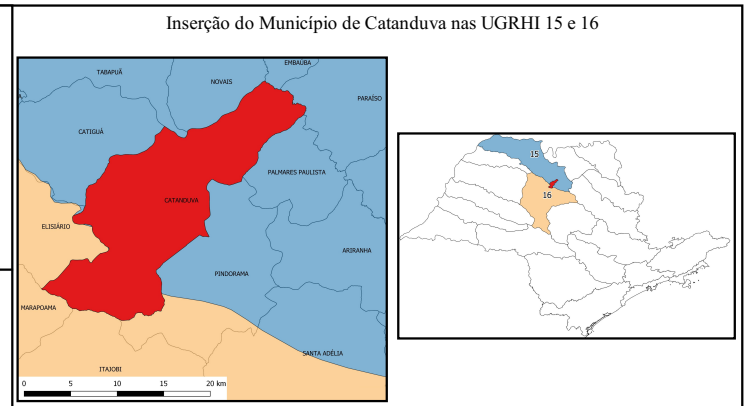 Inserção do Município de Catanduva nas UGRHI 15 e 16
EMBAÚBA
TABAPUÃ
NOVAIS
PARAÍSO
CATIGUÁ
PALMARES PAULISTA
CATANDUVA
ELISIÁRIO
ARIRANHA
PINDORAMA
MARAPOAMA
SANTA ADÉLIA
ITAJOBI
0 5 10 15 20 km
15
16